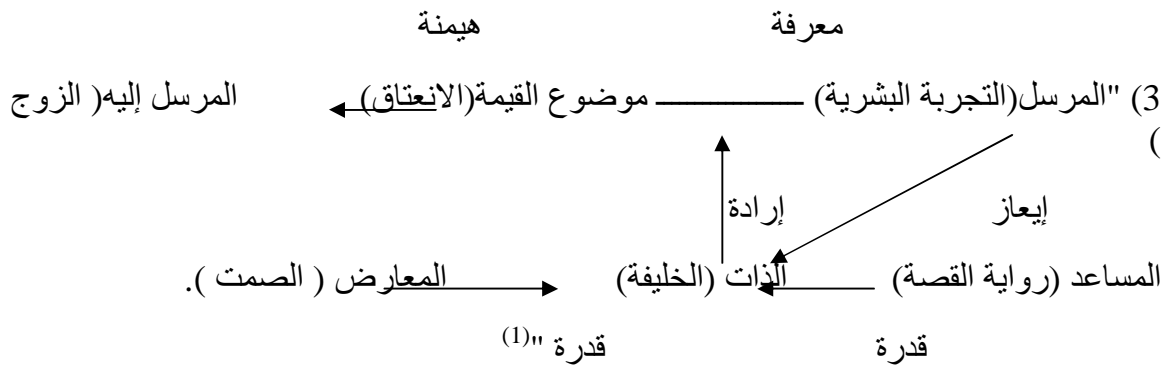 معرفة هيمنة
3) "المرسل(التجربة البشرية) موضوع القيمة(الانعتاق) المرسل إليه( الزوج
)
إيعاز إرادة
المساعد (رواية القصة) الذات (الخليفة) المعارض ( الصمت ).
قدرة قدرة "(1)